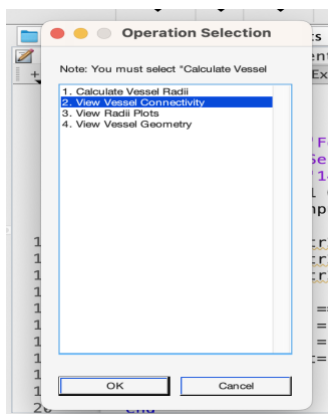 Operation Selection
Note: You must select "Calculate Vessel
1. Calculate Vessel Radii
2. View Vessel Connectivity
3. View Radii Plots
4. View Vessel Geometry
OK
Cancel